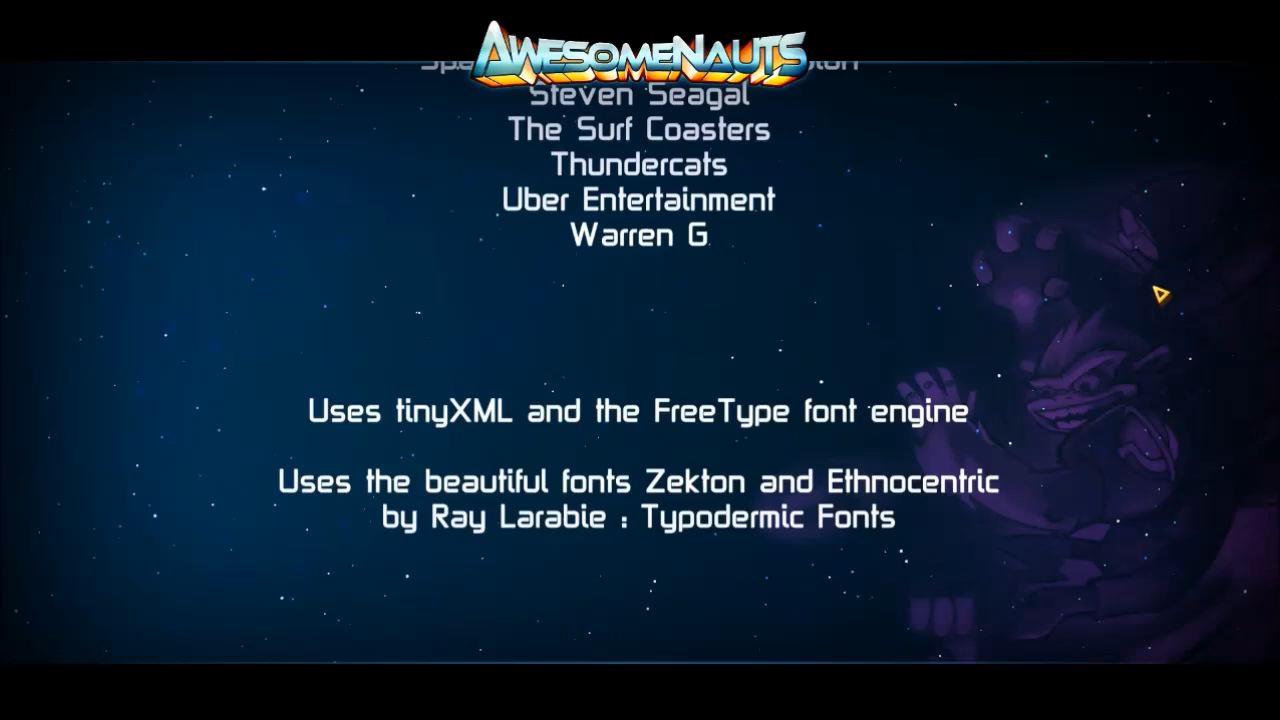 AWESOMENAUTS
Steven Seagal
The Surf Coasters
Thundercats
Uber Entertainment
Warren G
Uses tinyXML and the FreeType font engine
Uses the beautiful fonts Zekton and Ethnocentric
by Ray Larabie : Typodermic Fonts